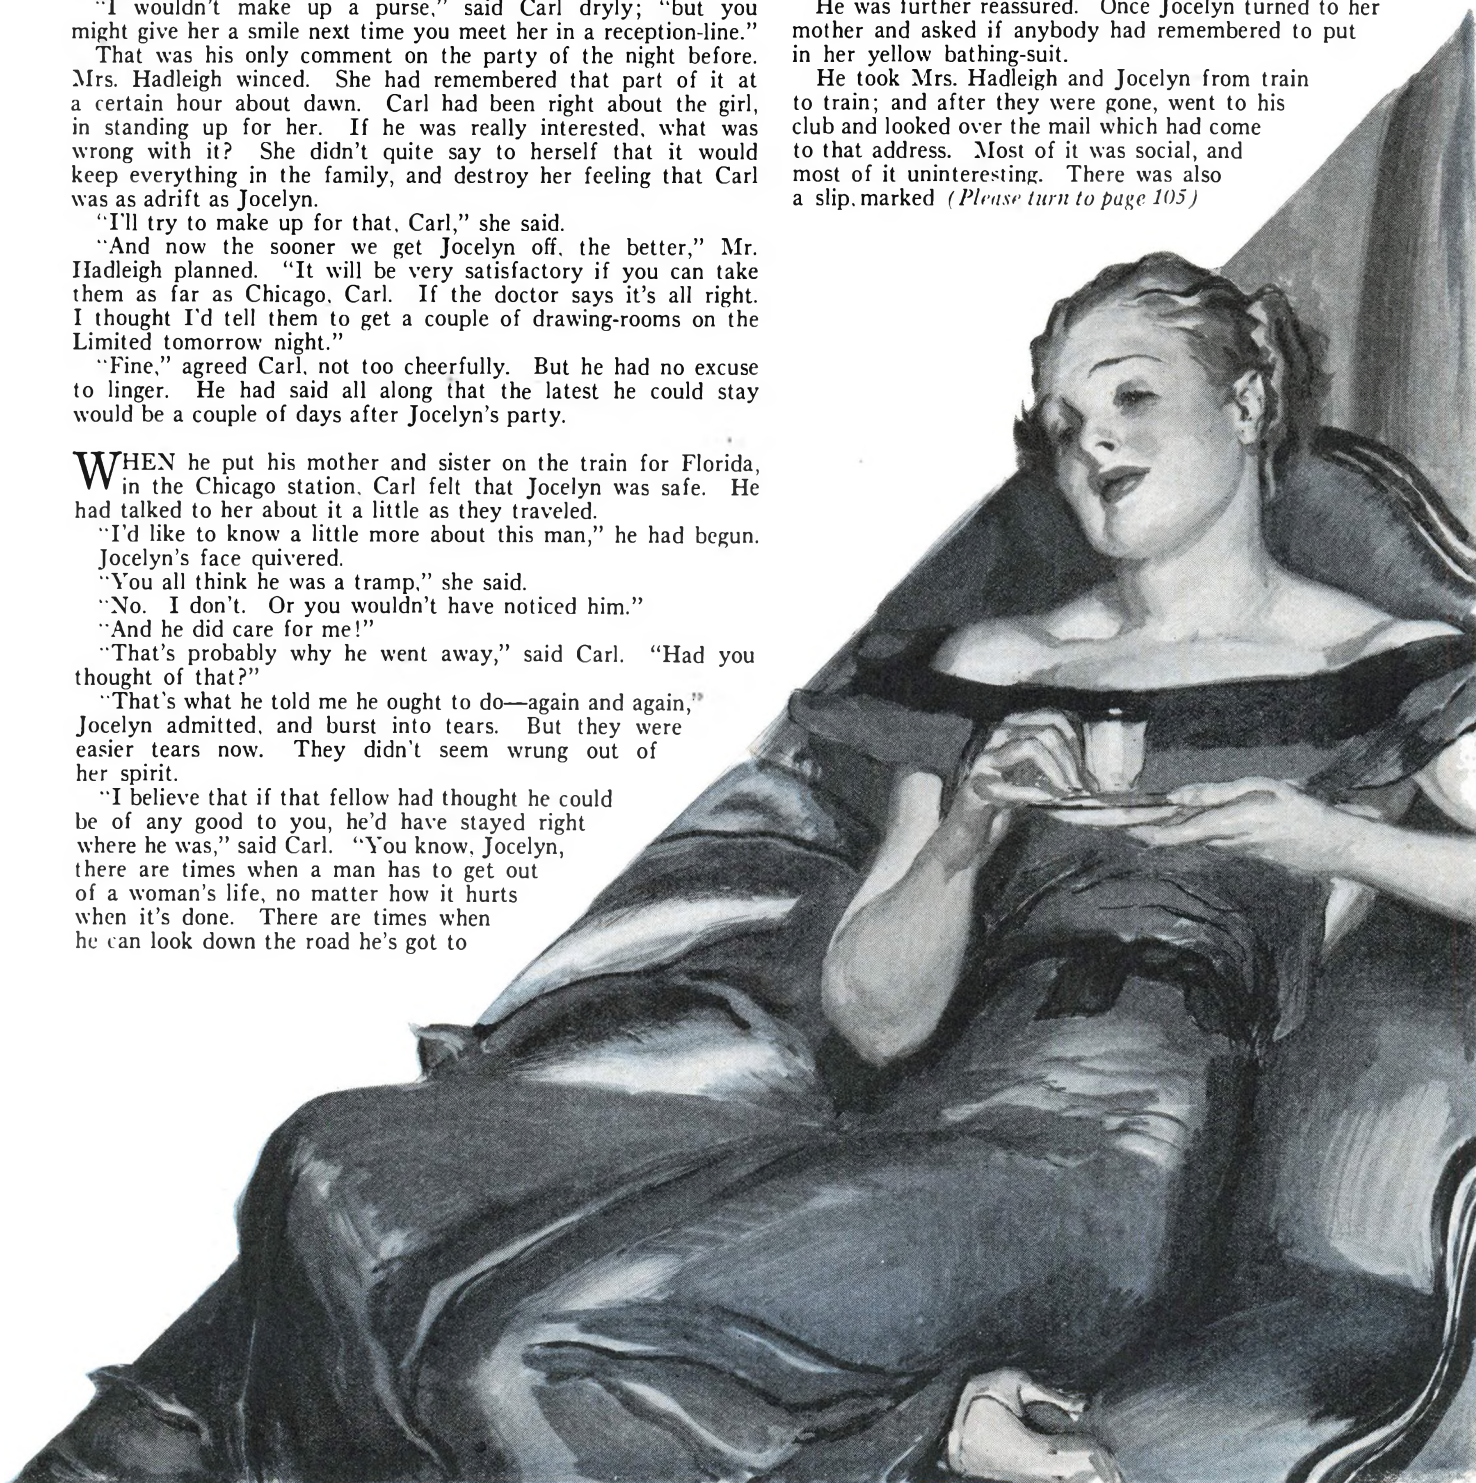 "I wouldn't make up a purse," said Carl dryly; "but you
might give her a smile next time you meet her in a reception-line."
That was his only comment on the party of the night before.
Mrs. Hadleigh winced. She had remembered that part of it at
a certain hour about dawn. Carl had been right about the girl,
in standing up for her. If he was really interested, what was
wrong with it? She didn't quite say to herself that it would
keep everything in the family, and destroy her feeling that Carl
was as adrift as Jocelyn.
"I'll try to make up for that, Carl," she said.
"And now the sooner we get Jocelyn off, the better," Mr.
Hadleigh planned. "It will be very satisfactory if you can take
them as far as Chicago, Carl. If the doctor says it's all right.
I thought I'd tell them to get a couple of drawing-rooms on the
Limited tomorrow night."
"Fine," agreed Carl, not too cheerfully. But he had no excuse
to linger. He had said all along that the latest he could stay
would be a couple of days after Jocelyn's party.
WHEN he put his mother and sister on the train for Florida,
in the Chicago station, Carl felt that Jocelyn was safe. He
had talked to her about it a little as they traveled.
"I'd like to know a little more about this man," he had begun.
Jocelyn's face quivered.
"You all think he was a tramp," she said.
"No. I don't. Or you wouldn't have noticed him."
"And he did care for me!"
"That's probably why he went away," said Carl. "Had you
thought of that?"
"That's what he told me he ought to do—again and again,"
Jocelyn admitted, and burst into tears. But they were
easier tears now. They didn't seem wrung out of
her spirit.
"I believe that if that fellow had thought he could
be of any good to you, he'd have stayed right
where he was," said Carl. "You know, Jocelyn,
there are times when a man has to get out
of a woman's life, no matter how it hurts
when it's done. There are times when
he can look down the road he's got to
He was further reassured. Once Jocelyn turned to her
mother and asked if anybody had remembered to put
in her yellow bathing-suit.
He took Mrs. Hadleigh and Jocelyn from train
to train; and after they were gone, went to his
club and looked over the mail which had come
to that address. Most of it was social, and
most of it uninteresting. There was also
a slip, marked (Please turn to page 105)